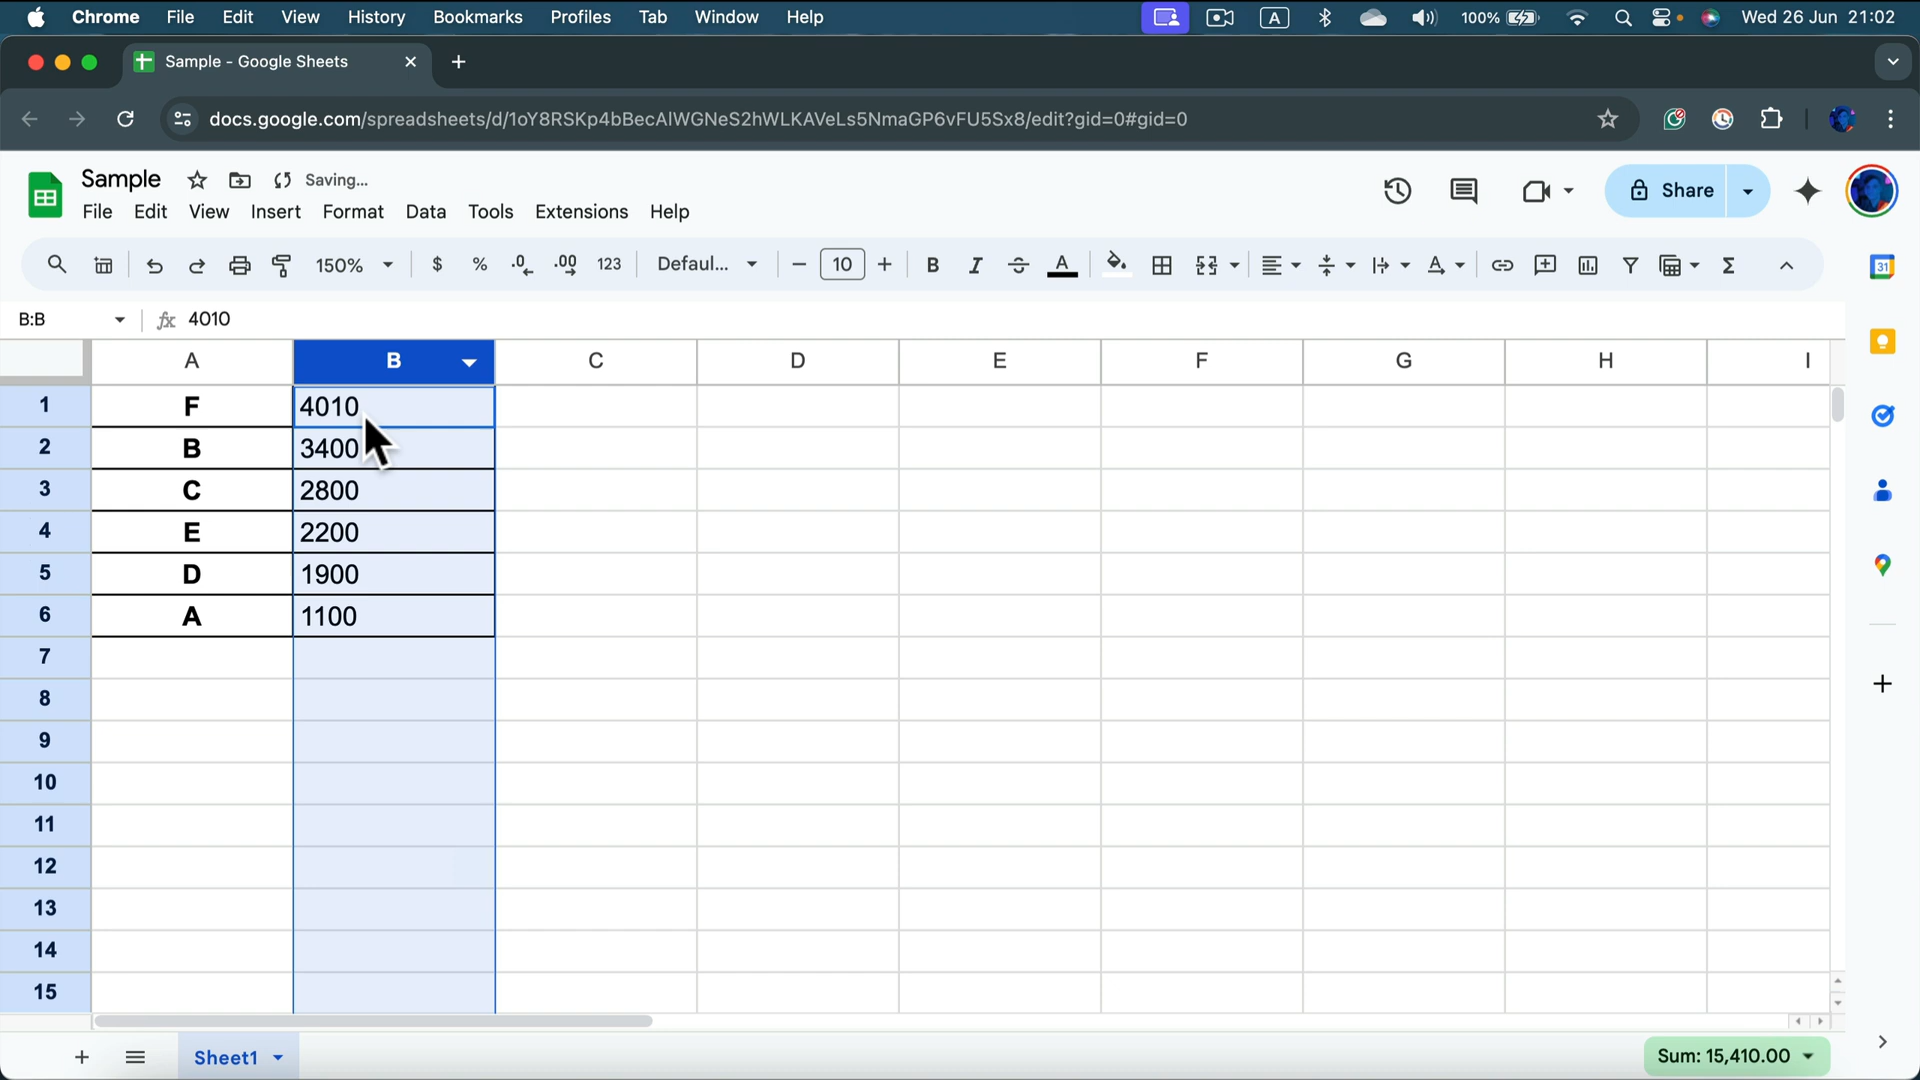 Chrome File Edit View History Bookmarks Profiles Tab Window Help A 100% Wed 26 Jun 21:02
Sample - Google Sheets
docs.google.com/spreadsheets/d/1oY8RSKp4bBecAIWGNeS2hWLKAVeLs5NmaGP6vFU5Sx8/edit?gid=0#gid=0
Sample Saving... Share
File Edit View Insert Format Data Tools Extensions Help
150% $ % .0 .00 123 Defaul... 10 B I S A A Σ 31
B:B fx 4010
A B C D E F G H I
1 F 4010
2 B 3400
3 C 2800
4 E 2200
5 D 1900
6 A 1100
7
8
9
10
11
12
13
14
15
Sheet1 Sum: 15,410.00